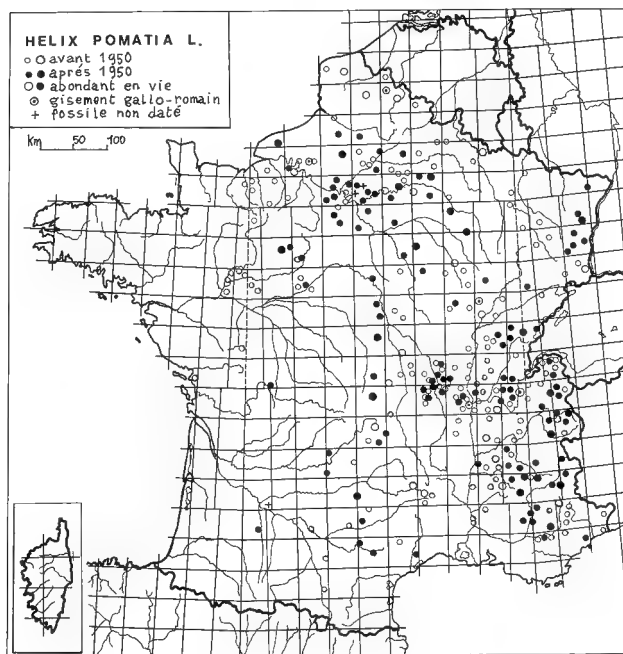 HELIX POMATIA L.
○ ○ avant 1950
● ● après 1950
○ ● abondant en vie
⊙ gisement gallo-romain
+ fossile non daté
Km 50 100